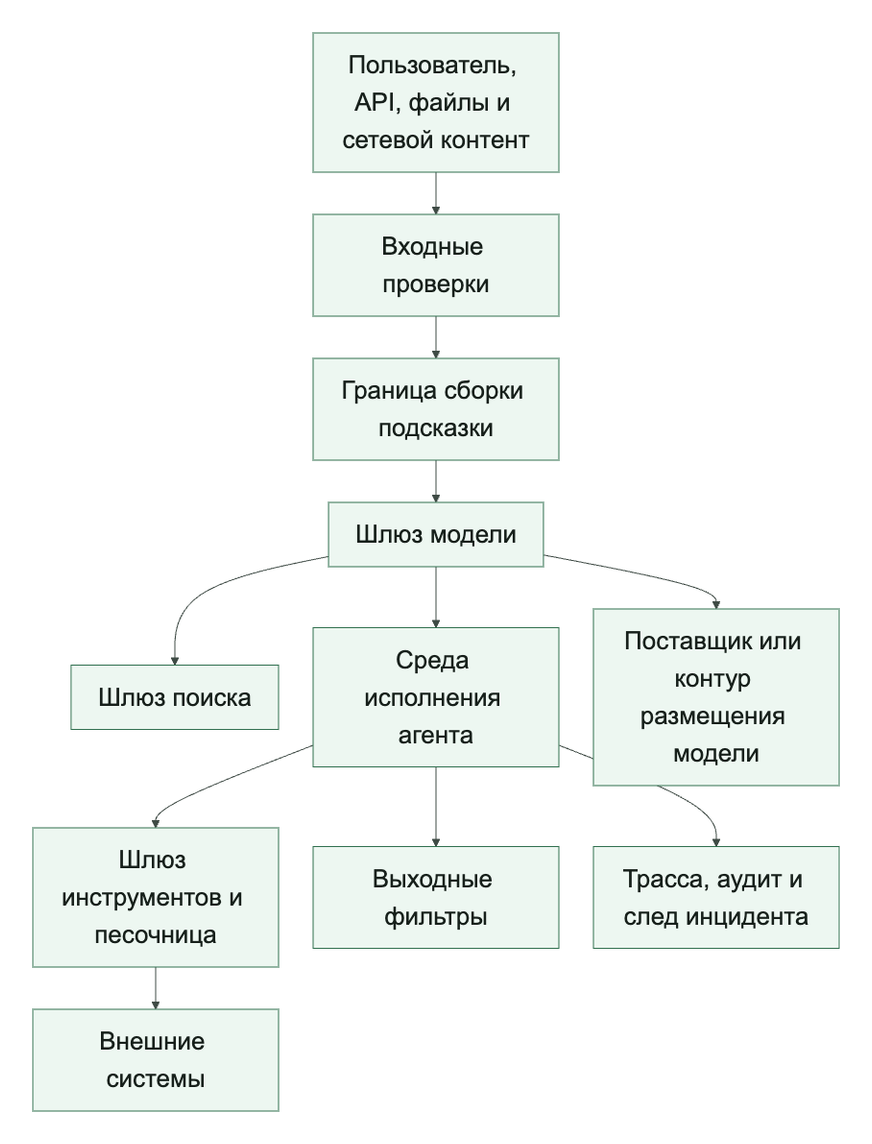 Пользователь,
API, файлы и
сетевой контент
Входные
проверки
Граница сборки
подсказки
Шлюз модели
Шлюз поиска
Среда
исполнения
агента
Поставщик или
контур
размещения
модели
Шлюз
инструментов и
песочница
Выходные
фильтры
Трасса, аудит и
след инцидента
Внешние
системы